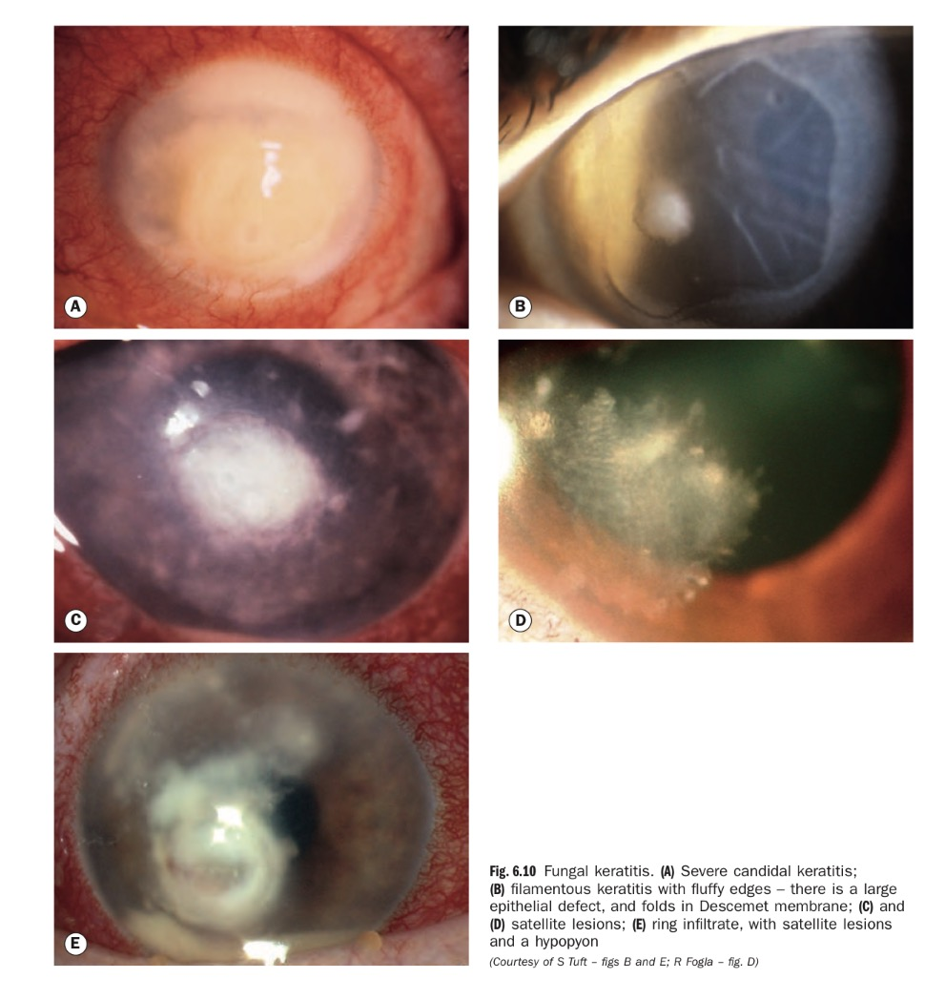 A
B
C
D
E
Fig. 6.10 Fungal keratitis. (A) Severe candidal keratitis;
(B) filamentous keratitis with fluffy edges – there is a large
epithelial defect, and folds in Descemet membrane; (C) and
(D) satellite lesions; (E) ring infiltrate, with satellite lesions
and a hypopyon
(Courtesy of S Tuft – figs B and E; R Fogla – fig. D)